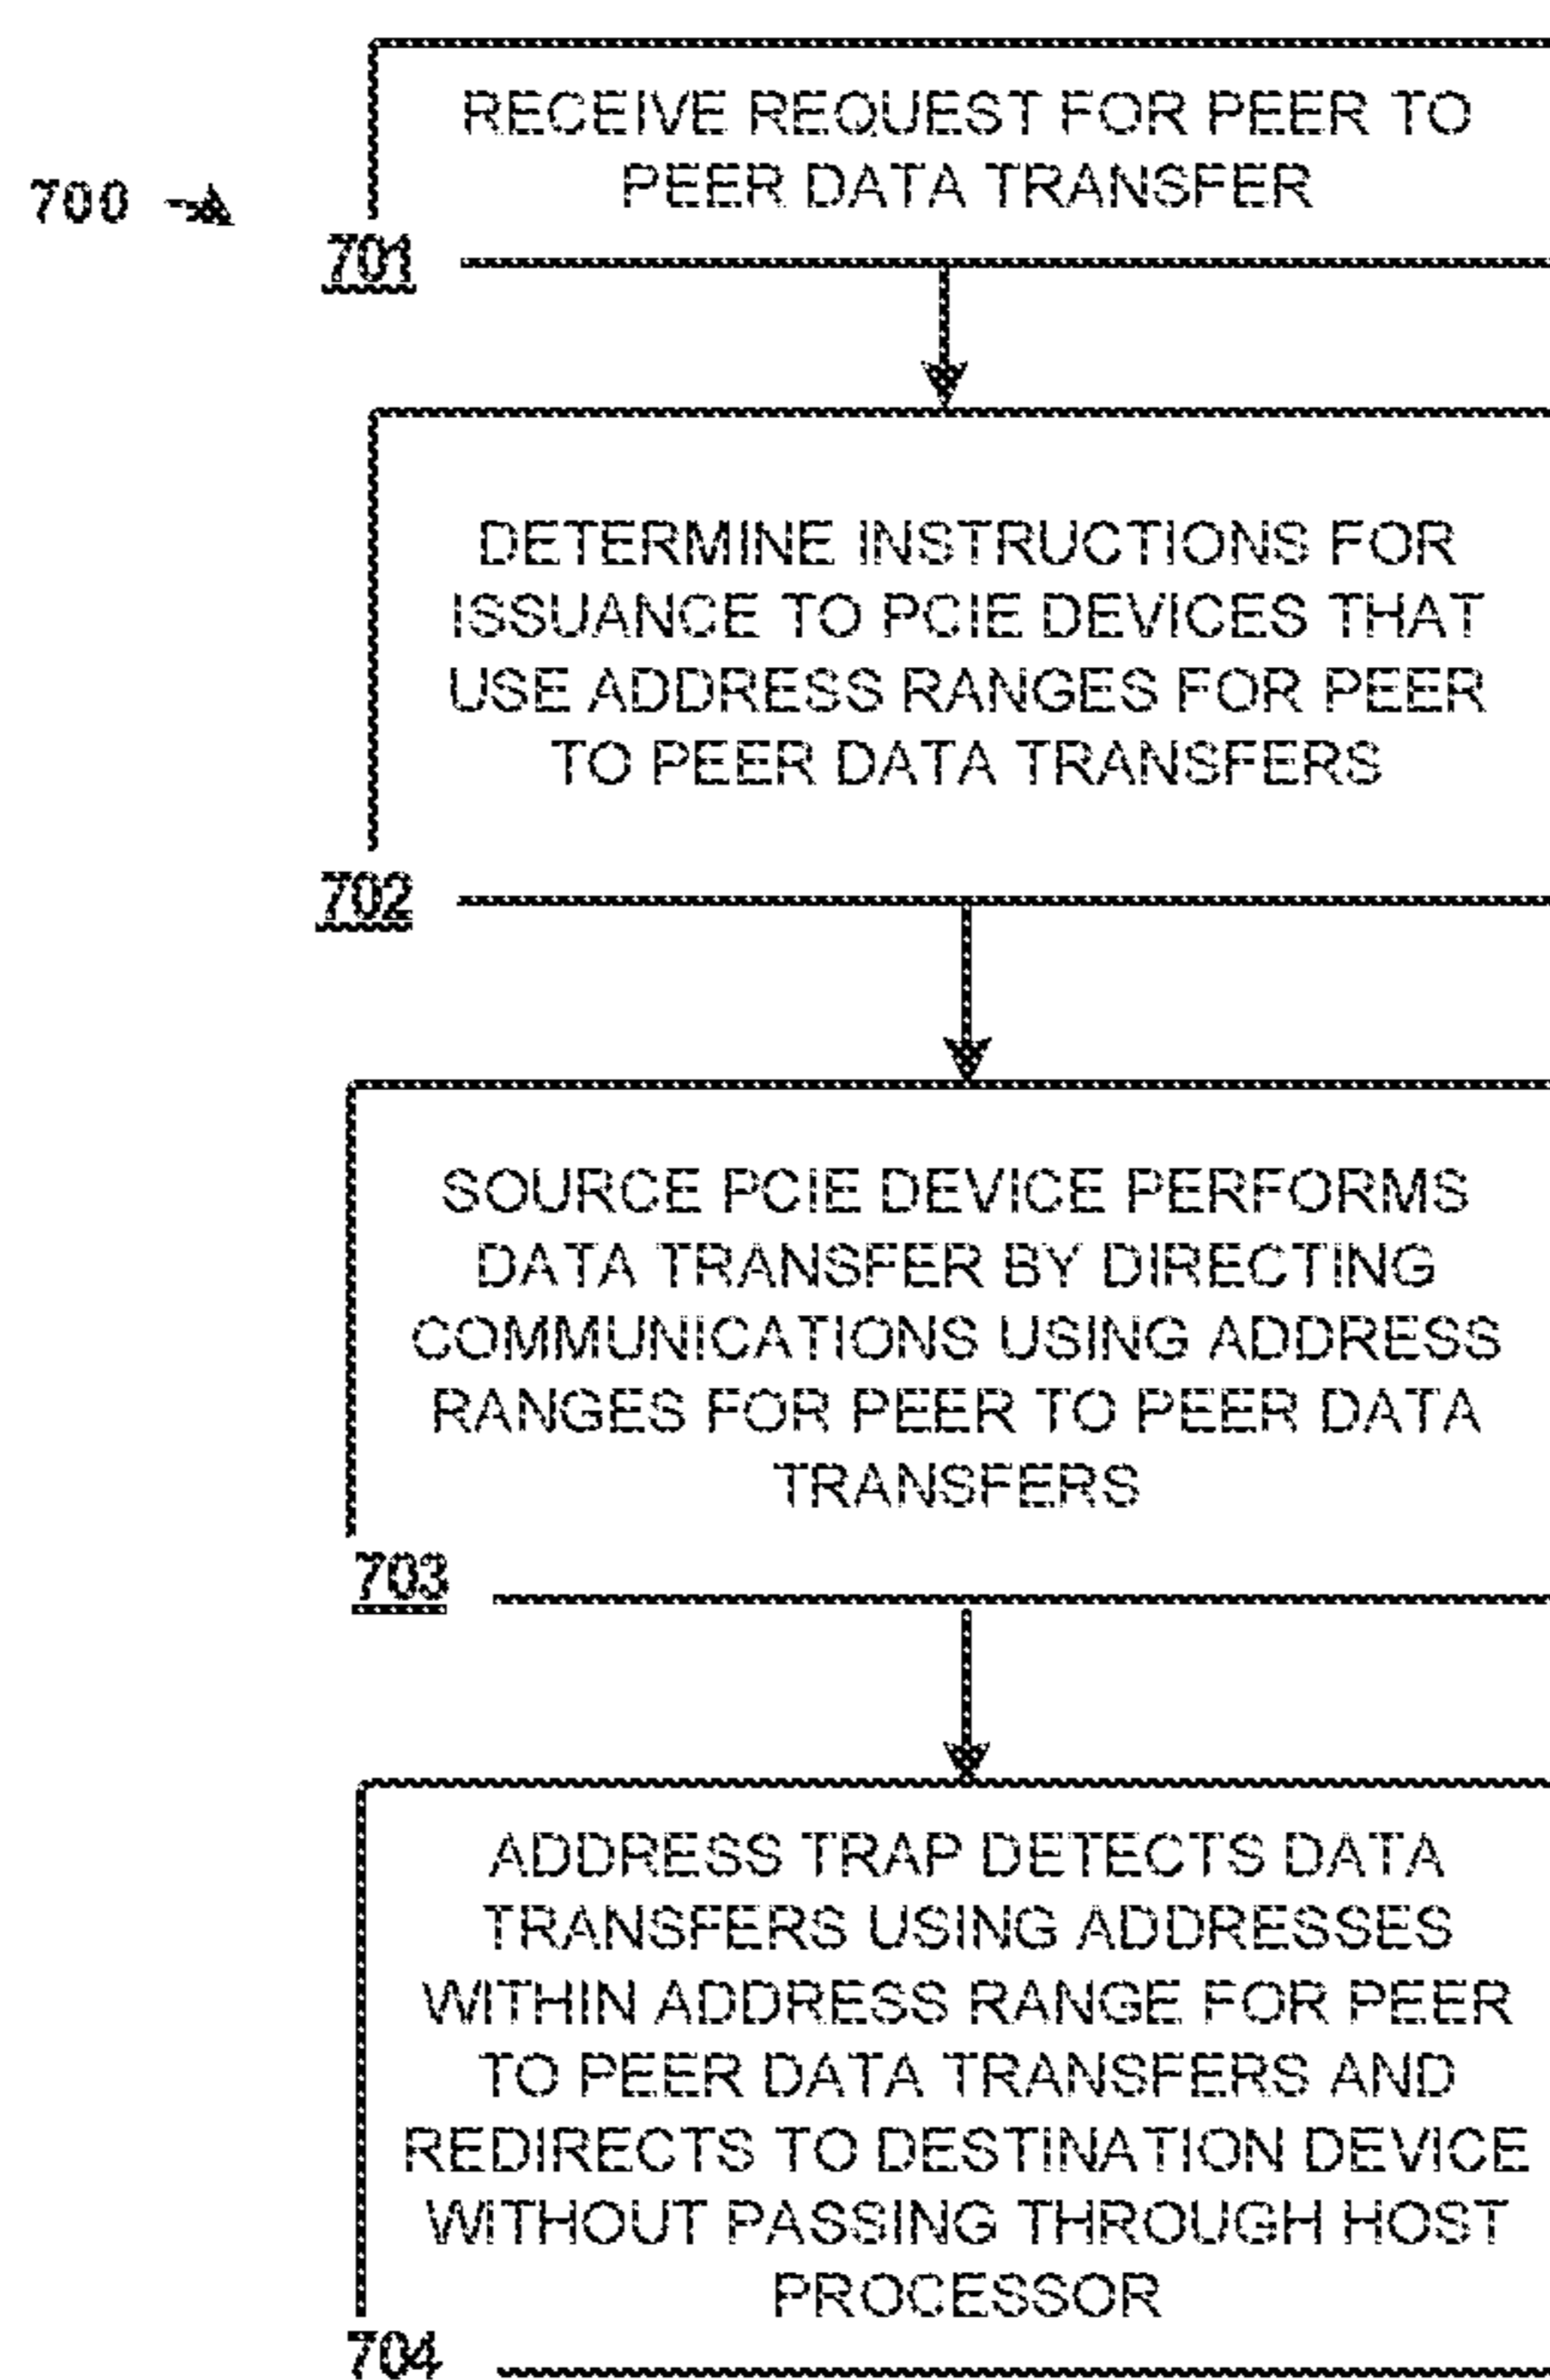 RECEIVE REQUEST FOR PEER TO
PEER DATA TRANSFER
700
701
DETERMINE INSTRUCTIONS FOR
ISSUANCE TO PCIE DEVICES THAT
USE ADDRESS RANGES FOR PEER
TO PEER DATA TRANSFERS
702
SOURCE PCIE DEVICE PERFORMS
DATA TRANSFER BY DIRECTING
COMMUNICATIONS USING ADDRESS
RANGES FOR PEER TO PEER DATA
TRANSFERS
703
ADDRESS TRAP DETECTS DATA
TRANSFERS USING ADDRESSES
WITHIN ADDRESS RANGE FOR PEER
TO PEER DATA TRANSFERS AND
REDIRECTS TO DESTINATION DEVICE
WITHOUT PASSING THROUGH HOST
PROCESSOR
704